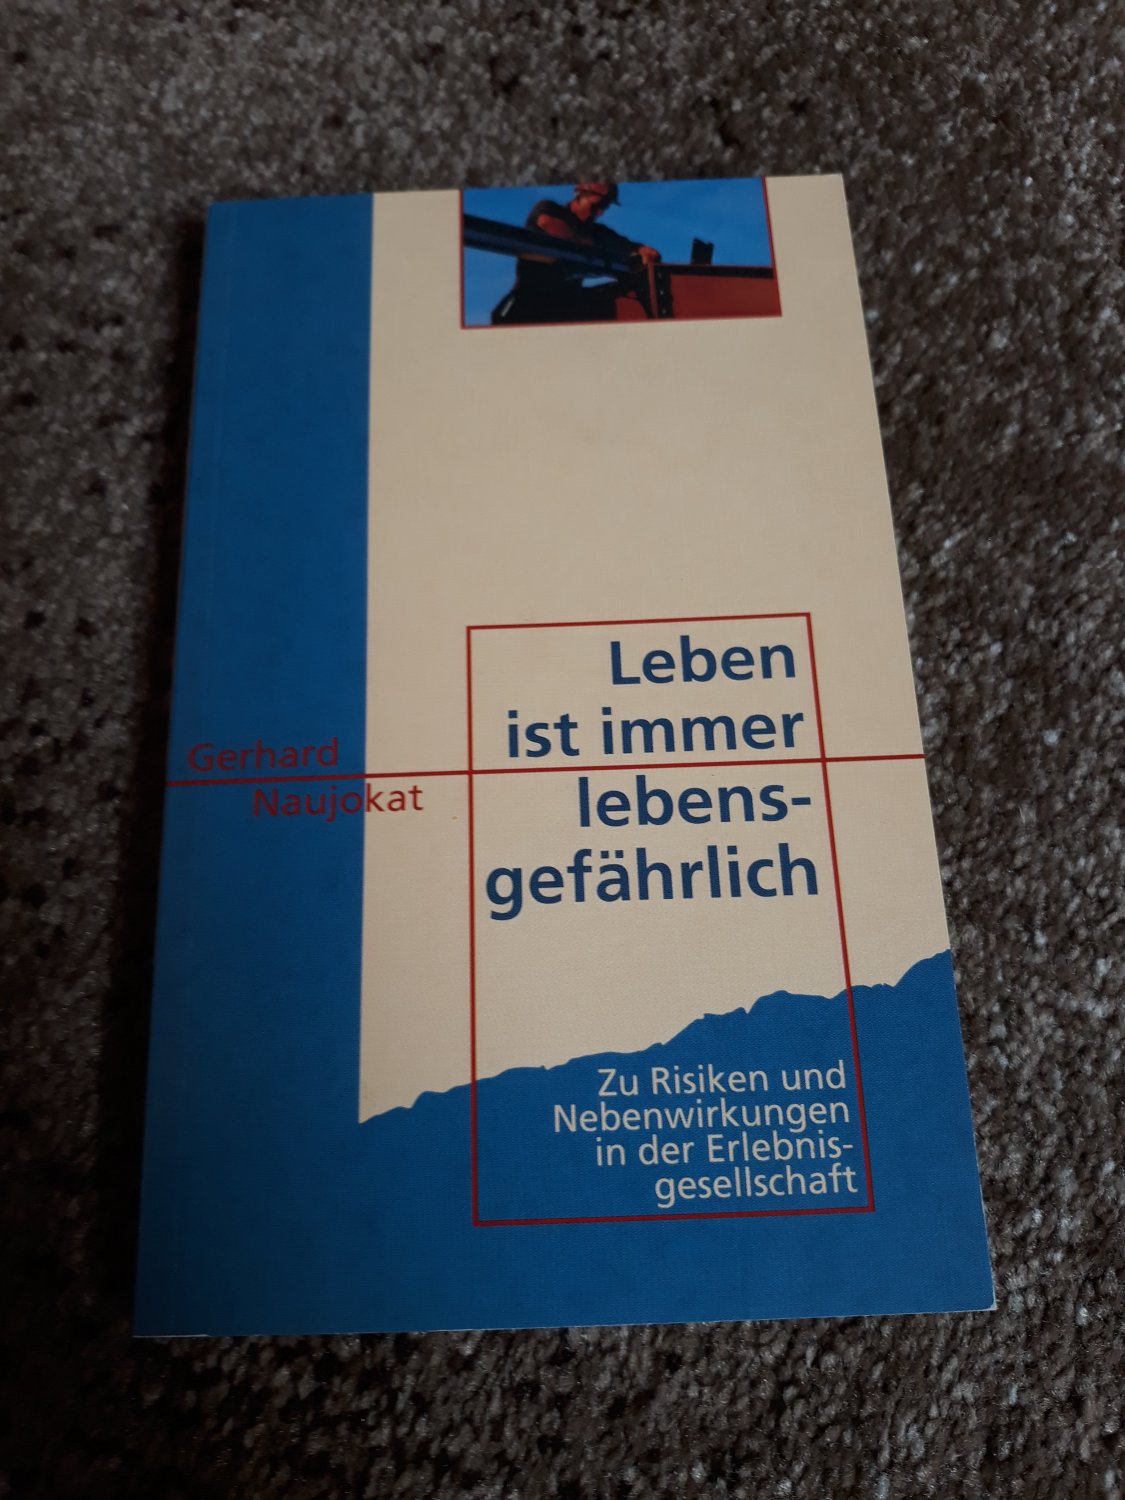 Gerhard
Naujokat
Leben
ist immer
lebens-
gefährlich
Zu Risiken und
Nebenwirkungen
in der Erlebnis-
gesellschaft